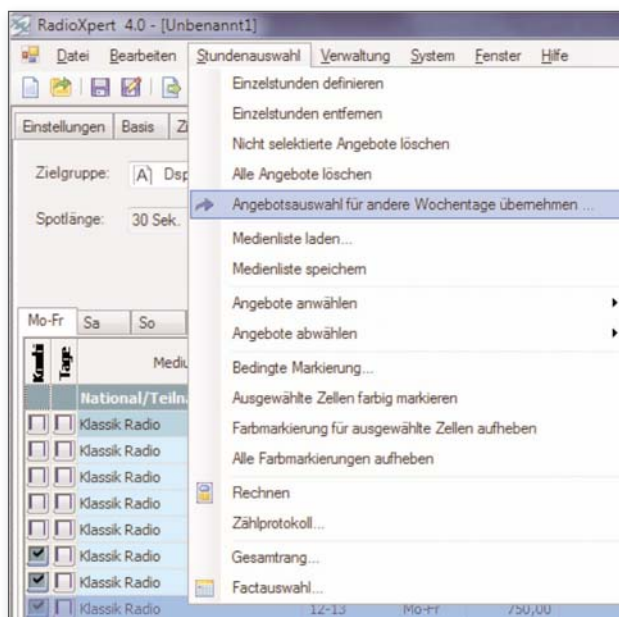 RadioXpert 4.0 - [Unbenannt1]
Datei Bearbeiten Stundenauswahl Verwaltung System Fenster Hilfe
Einstellungen Basis
Zielgruppe: A
Spotlänge: 30 Sek.
Einzelstunden definieren
Einzelstunden entfernen
Nicht selektierte Angebote löschen
Alle Angebote löschen
Angebotsauswahl für andere Wochentage übernehmen ...
Medienliste laden...
Medienliste speichern
Angebote anwählen
Angebote abwählen
Bedingte Markierung...
Ausgewählte Zellen farbig markieren
Farbmarkierung für ausgewählte Zellen aufheben
Alle Farbmarkierungen aufheben
Rechnen
Zählprotokoll...
Gesamtrang...
Factauswahl...
Mo-Fr Sa So
Kombi Tage
Klassik Radio
Klassik Radio
Klassik Radio
Klassik Radio
Klassik Radio
Klassik Radio
Klassik Radio
Klassik Radio 12-13 Mo-Fr 750,00